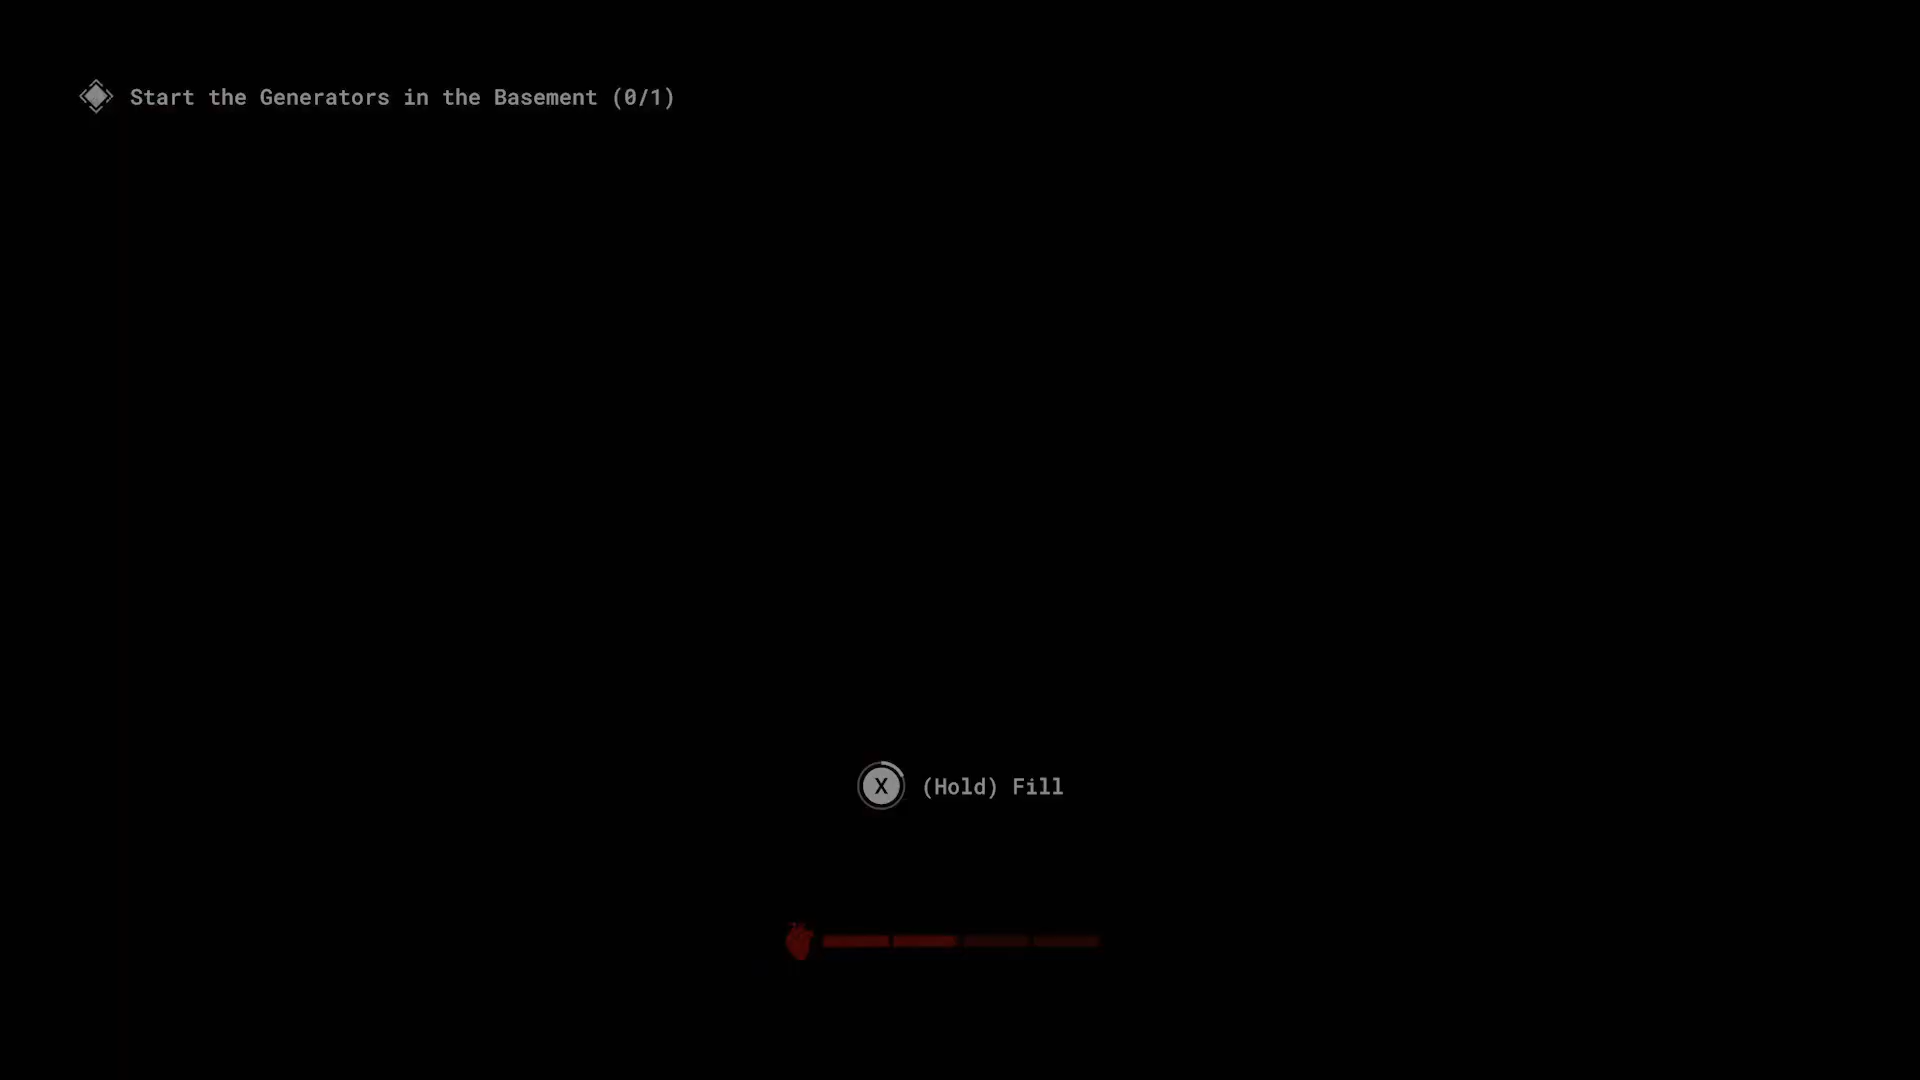 Start the Generators in the Basement (0/1)
X (Hold) Fill